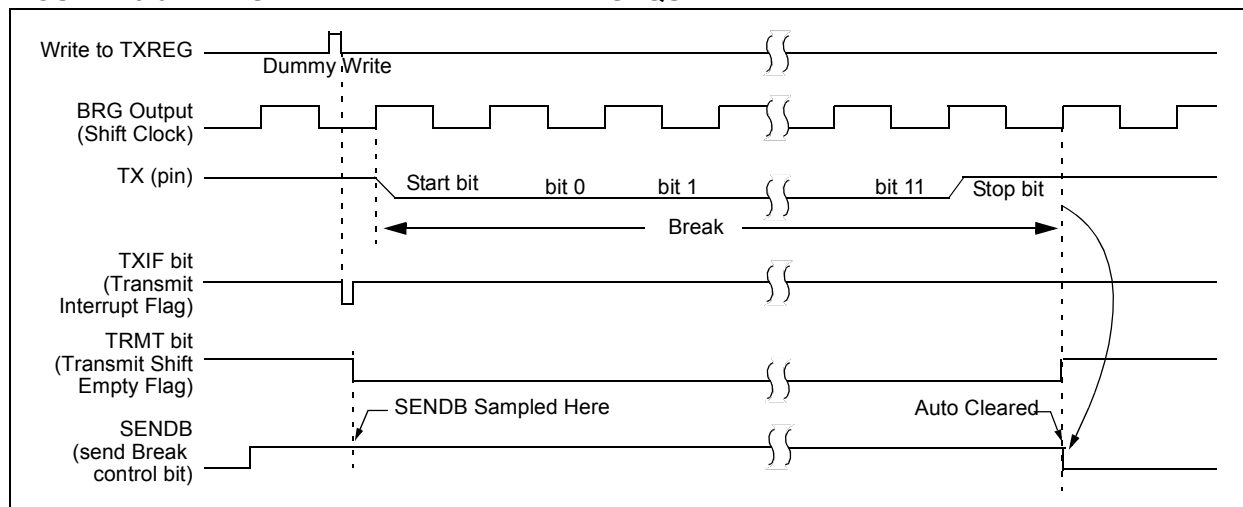 Write to TXREG
Dummy Write
BRG Output
(Shift Clock)
TX (pin)
Start bit
bit 0
bit 1
bit 11
Stop bit
Break
TXIF bit
(Transmit
Interrupt Flag)
TRMT bit
(Transmit Shift
Empty Flag)
SENDB Sampled Here
Auto Cleared
SENDB
(send Break
control bit)